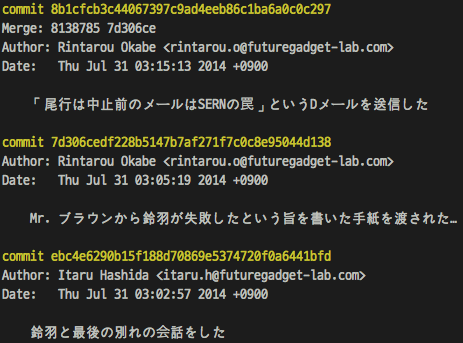 commit 8b1cfcb3c44067397c9ad4eeb86c1ba6a0c0c297
Merge: 8138785 7d306ce
Author: Rintarou Okabe <rintarou.o@futuregadget-lab.com>
Date:   Thu Jul 31 03:15:13 2014 +0900
「尾行は中止前のメールはSERNの罠」というDメールを送信した
commit 7d306cedf228b5147b7af271f7c0c8e95044d138
Author: Rintarou Okabe <rintarou.o@futuregadget-lab.com>
Date:   Thu Jul 31 03:05:19 2014 +0900
Mr. ブラウンから鈴羽が失敗したという旨を書いた手紙を渡された…
commit ebc4e6290b15f188d70869e5374720f0a6441bfd
Author: Itaru Hashida <itaru.h@futuregadget-lab.com>
Date:   Thu Jul 31 03:02:57 2014 +0900
鈴羽と最後の別れの会話をした